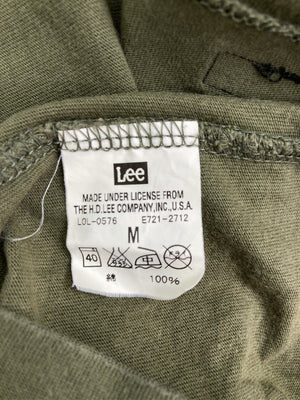 Lee
MADE UNDER LICENSE FROM
THE H.D.LEE COMPANY,INC.,U.S.A.
LOL-0576 E721-2712
M
40 中
綿 100%